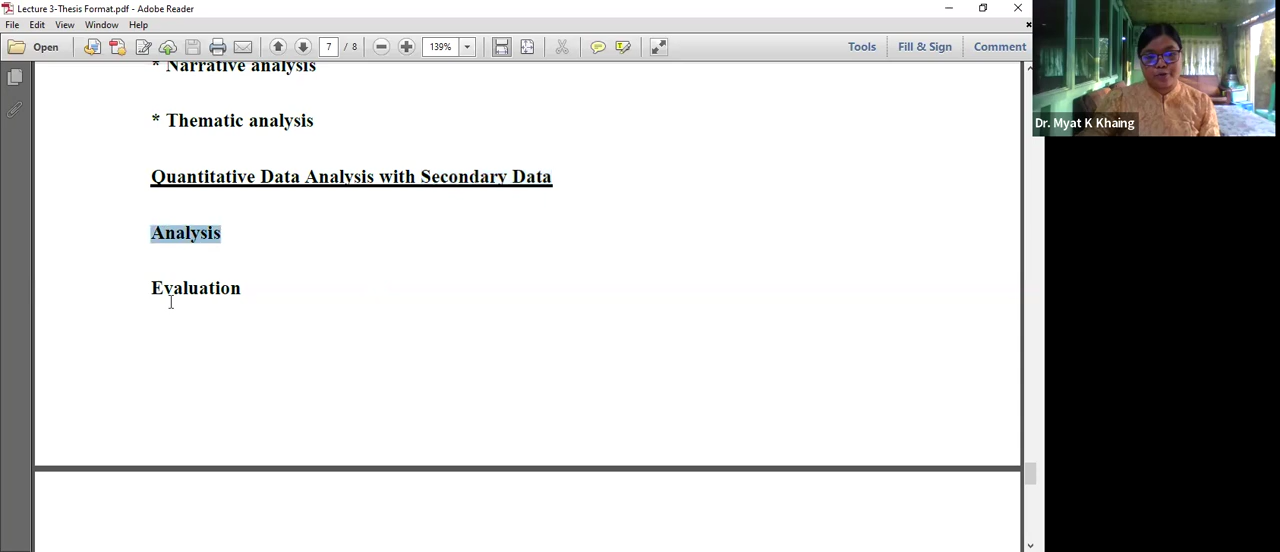 Lecture 3-Thesis Format.pdf - Adobe Reader
File Edit View Window Help
Open 7 / 8 139% Tools Fill & Sign Comment
* Narrative analysis
* Thematic analysis
Quantitative Data Analysis with Secondary Data
Analysis
Evaluation
Dr. Myat K Khaing